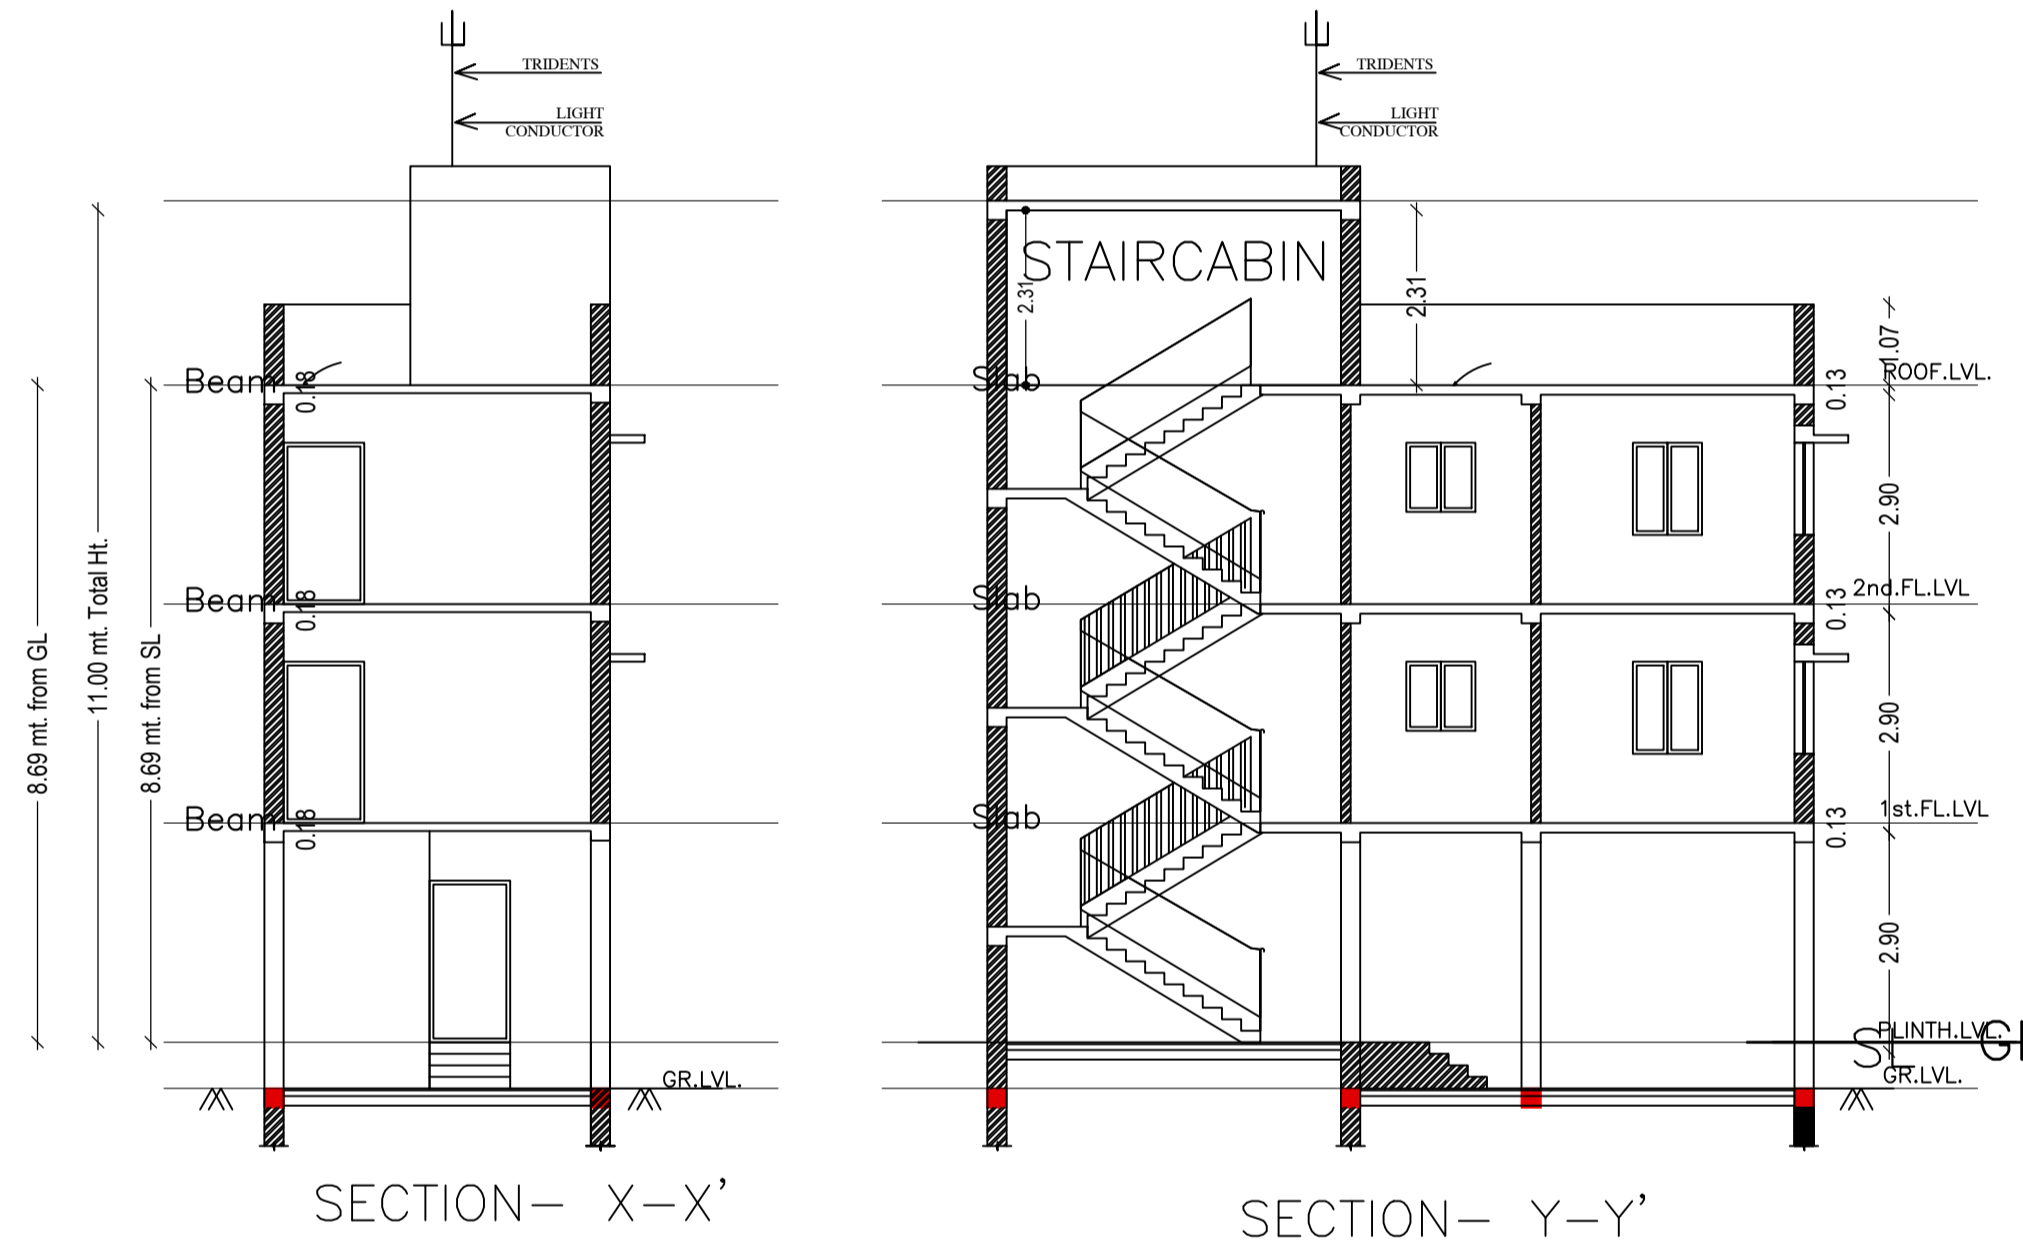 TRIDENTS
LIGHT
CONDUCTOR
TRIDENTS
LIGHT
CONDUCTOR
STAIRCABIN
2.31
2.31
1.07
Beam
0.18
Slab
0.13
ROOF.LVL.
2.90
Beam
0.18
Slab
0.13
2nd.FL.LVL
8.69 mt. from GL
11.00 mt. Total Ht.
8.69 mt. from SL
2.90
Beam
0.18
Slab
0.13
1st.FL.LVL
2.90
PLINTH.LVL.
SL
GL
GR.LVL.
GR.LVL.
SECTION- X-X'
SECTION- Y-Y'